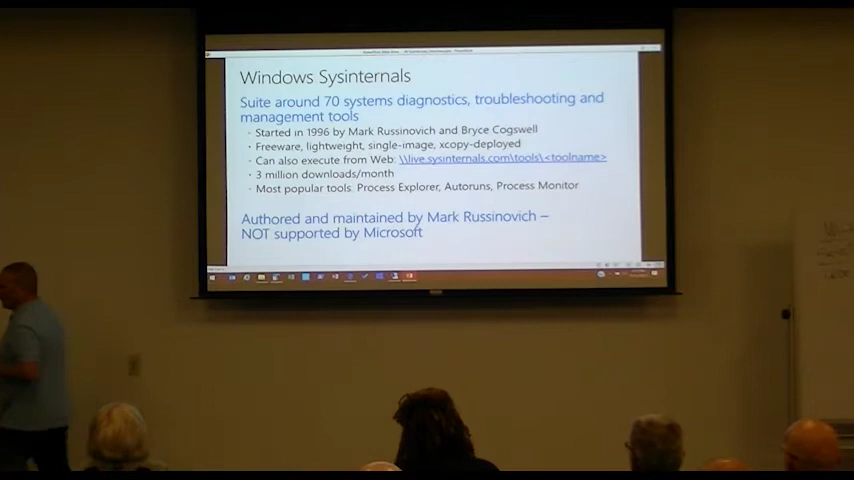 Windows Sysinternals
Suite around 70 systems diagnostics, troubleshooting and
management tools
· Started in 1996 by Mark Russinovich and Bryce Cogswell
· Freeware, lightweight, single-image, xcopy-deployed
· Can also execute from Web: \\live.sysinternals.com\tools\<toolname>
· 3 million downloads/month
· Most popular tools: Process Explorer, Autoruns, Process Monitor
Authored and maintained by Mark Russinovich –
NOT supported by Microsoft